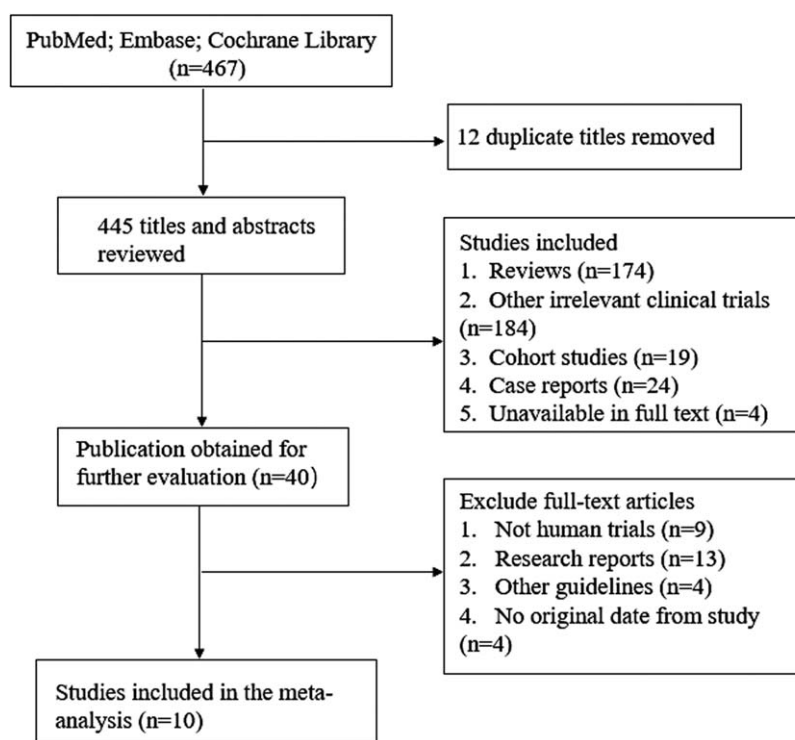 PubMed; Embase; Cochrane Library
(n=467)
12 duplicate titles removed
445 titles and abstracts
reviewed
Studies included
1. Reviews (n=174)
2. Other irrelevant clinical trials
(n=184)
3. Cohort studies (n=19)
4. Case reports (n=24)
5. Unavailable in full text (n=4)
Publication obtained for
further evaluation (n=40)
Exclude full-text articles
1. Not human trials (n=9)
2. Research reports (n=13)
3. Other guidelines (n=4)
4. No original date from study
(n=4)
Studies included in the meta-
analysis (n=10)